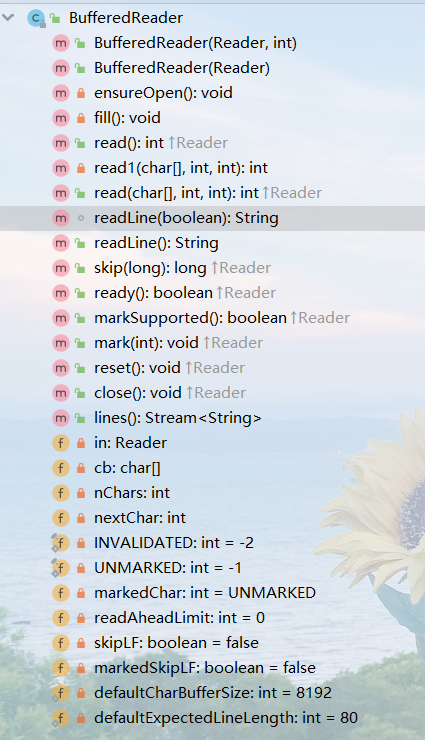 BufferedReader
BufferedReader(Reader, int)
BufferedReader(Reader)
ensureOpen(): void
fill(): void
read(): int ↑Reader
read1(char[], int, int): int
read(char[], int, int): int ↑Reader
readLine(boolean): String
readLine(): String
skip(long): long ↑Reader
ready(): boolean ↑Reader
markSupported(): boolean ↑Reader
mark(int): void ↑Reader
reset(): void ↑Reader
close(): void ↑Reader
lines(): Stream<String>
in: Reader
cb: char[]
nChars: int
nextChar: int
INVALIDATED: int = -2
UNMARKED: int = -1
markedChar: int = UNMARKED
readAheadLimit: int = 0
skipLF: boolean = false
markedSkipLF: boolean = false
defaultCharBufferSize: int = 8192
defaultExpectedLineLength: int = 80